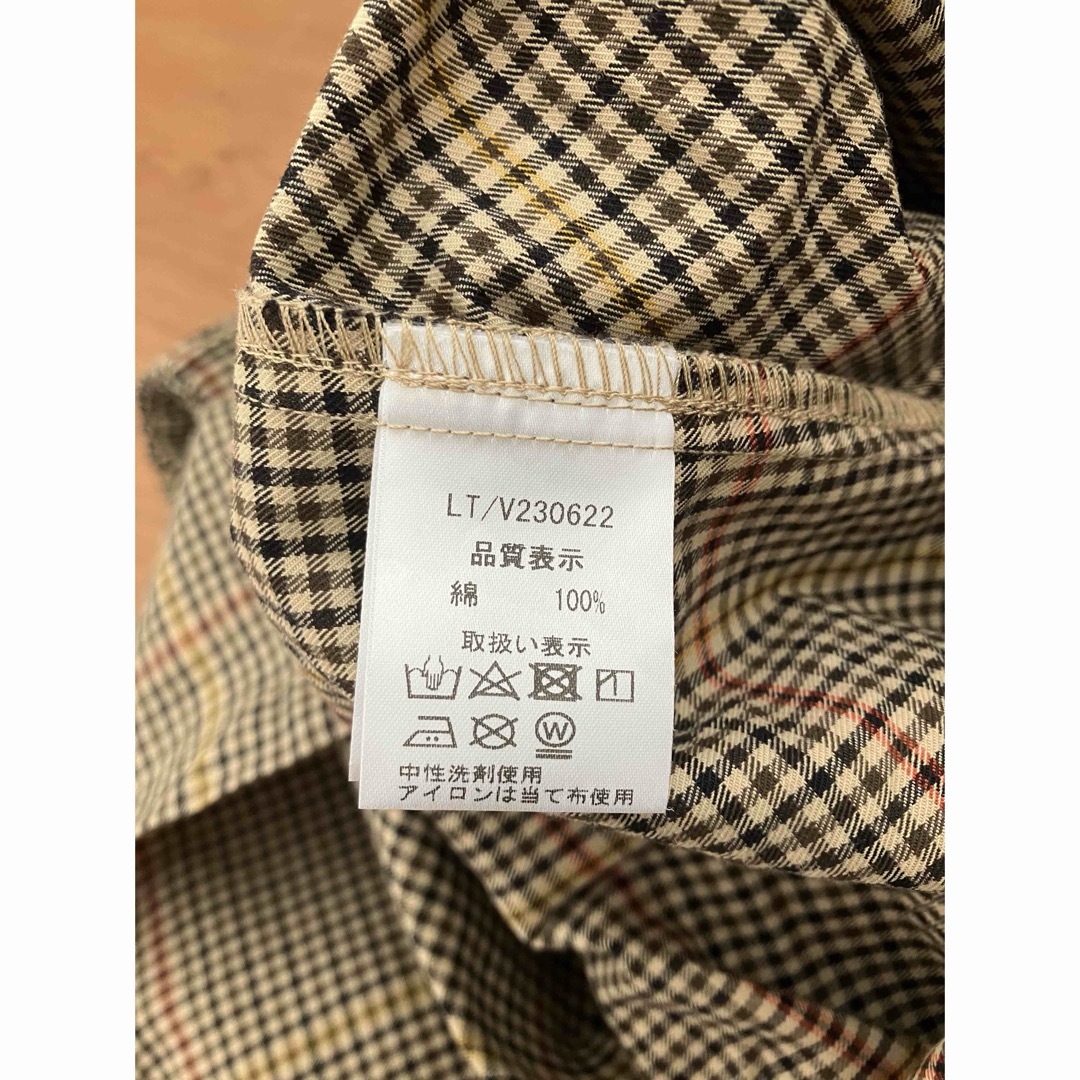 LT/V230622
品質表示
綿 100%
取扱い表示
W
中性洗剤使用
アイロンは当て布使用